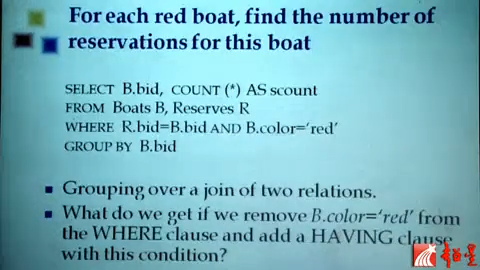 For each red boat, find the number of
reservations for this boat
SELECT B.bid, COUNT (*) AS scount
FROM Boats B, Reserves R
WHERE R.bid=B.bid AND B.color=‘red’
GROUP BY B.bid
Grouping over a join of two relations.
What do we get if we remove B.color=‘red’ from
the WHERE clause and add a HAVING clause
with this condition?